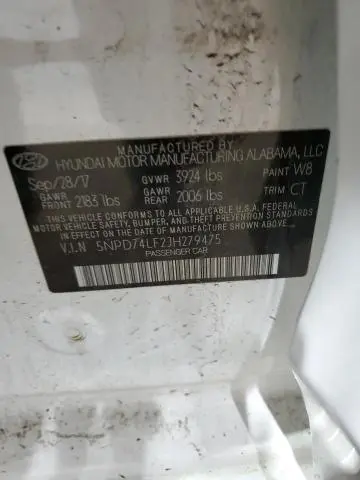 MANUFACTURED BY
HYUNDAI MOTOR MANUFACTURING ALABAMA, LLC
Sep/28/17 GVWR 3924 lbs PAINT W8
GAWR FRONT 2183 lbs GAWR REAR 2006 lbs TRIM CT
THIS VEHICLE CONFORMS TO ALL APPLICABLE U.S.A. FEDERAL
MOTOR VEHICLE SAFETY, BUMPER, AND THEFT PREVENTION
STANDARDS IN EFFECT ON THE DATE OF MANUFACTURE
SHOWN ABOVE.
V.I.N 5NPD74LF2JH279475
PASSENGER CAR